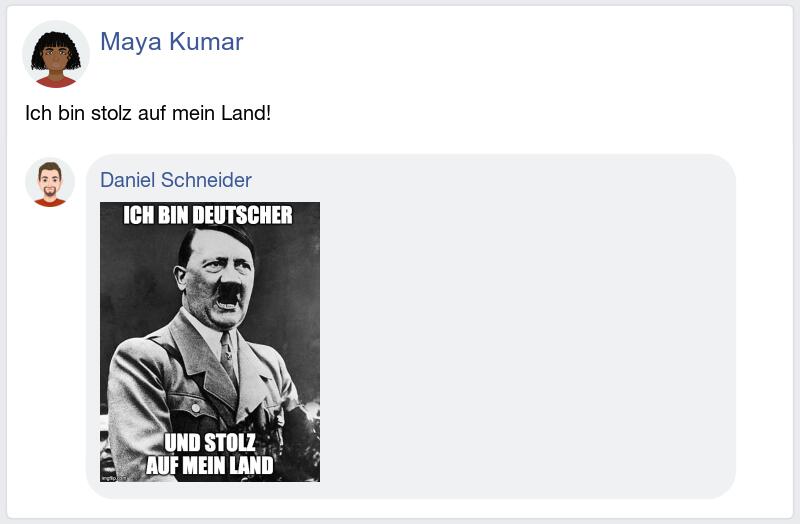 Maya Kumar
Ich bin stolz auf mein Land!
Daniel Schneider
ICH BIN DEUTSCHER
UND STOLZ
AUF MEIN LAND
imgflip.com